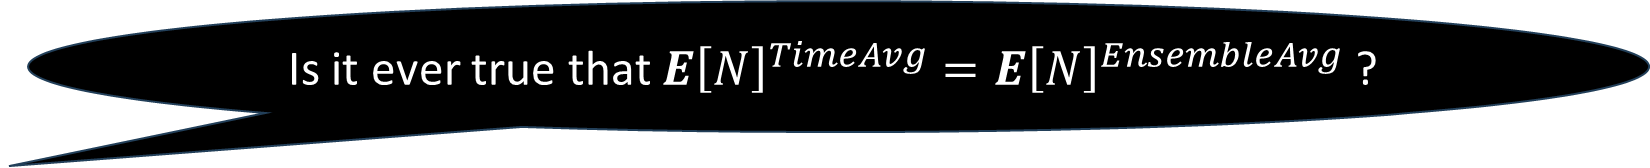 Is it ever true that E[N]^{TimeAvg} = E[N]^{EnsembleAvg} ?